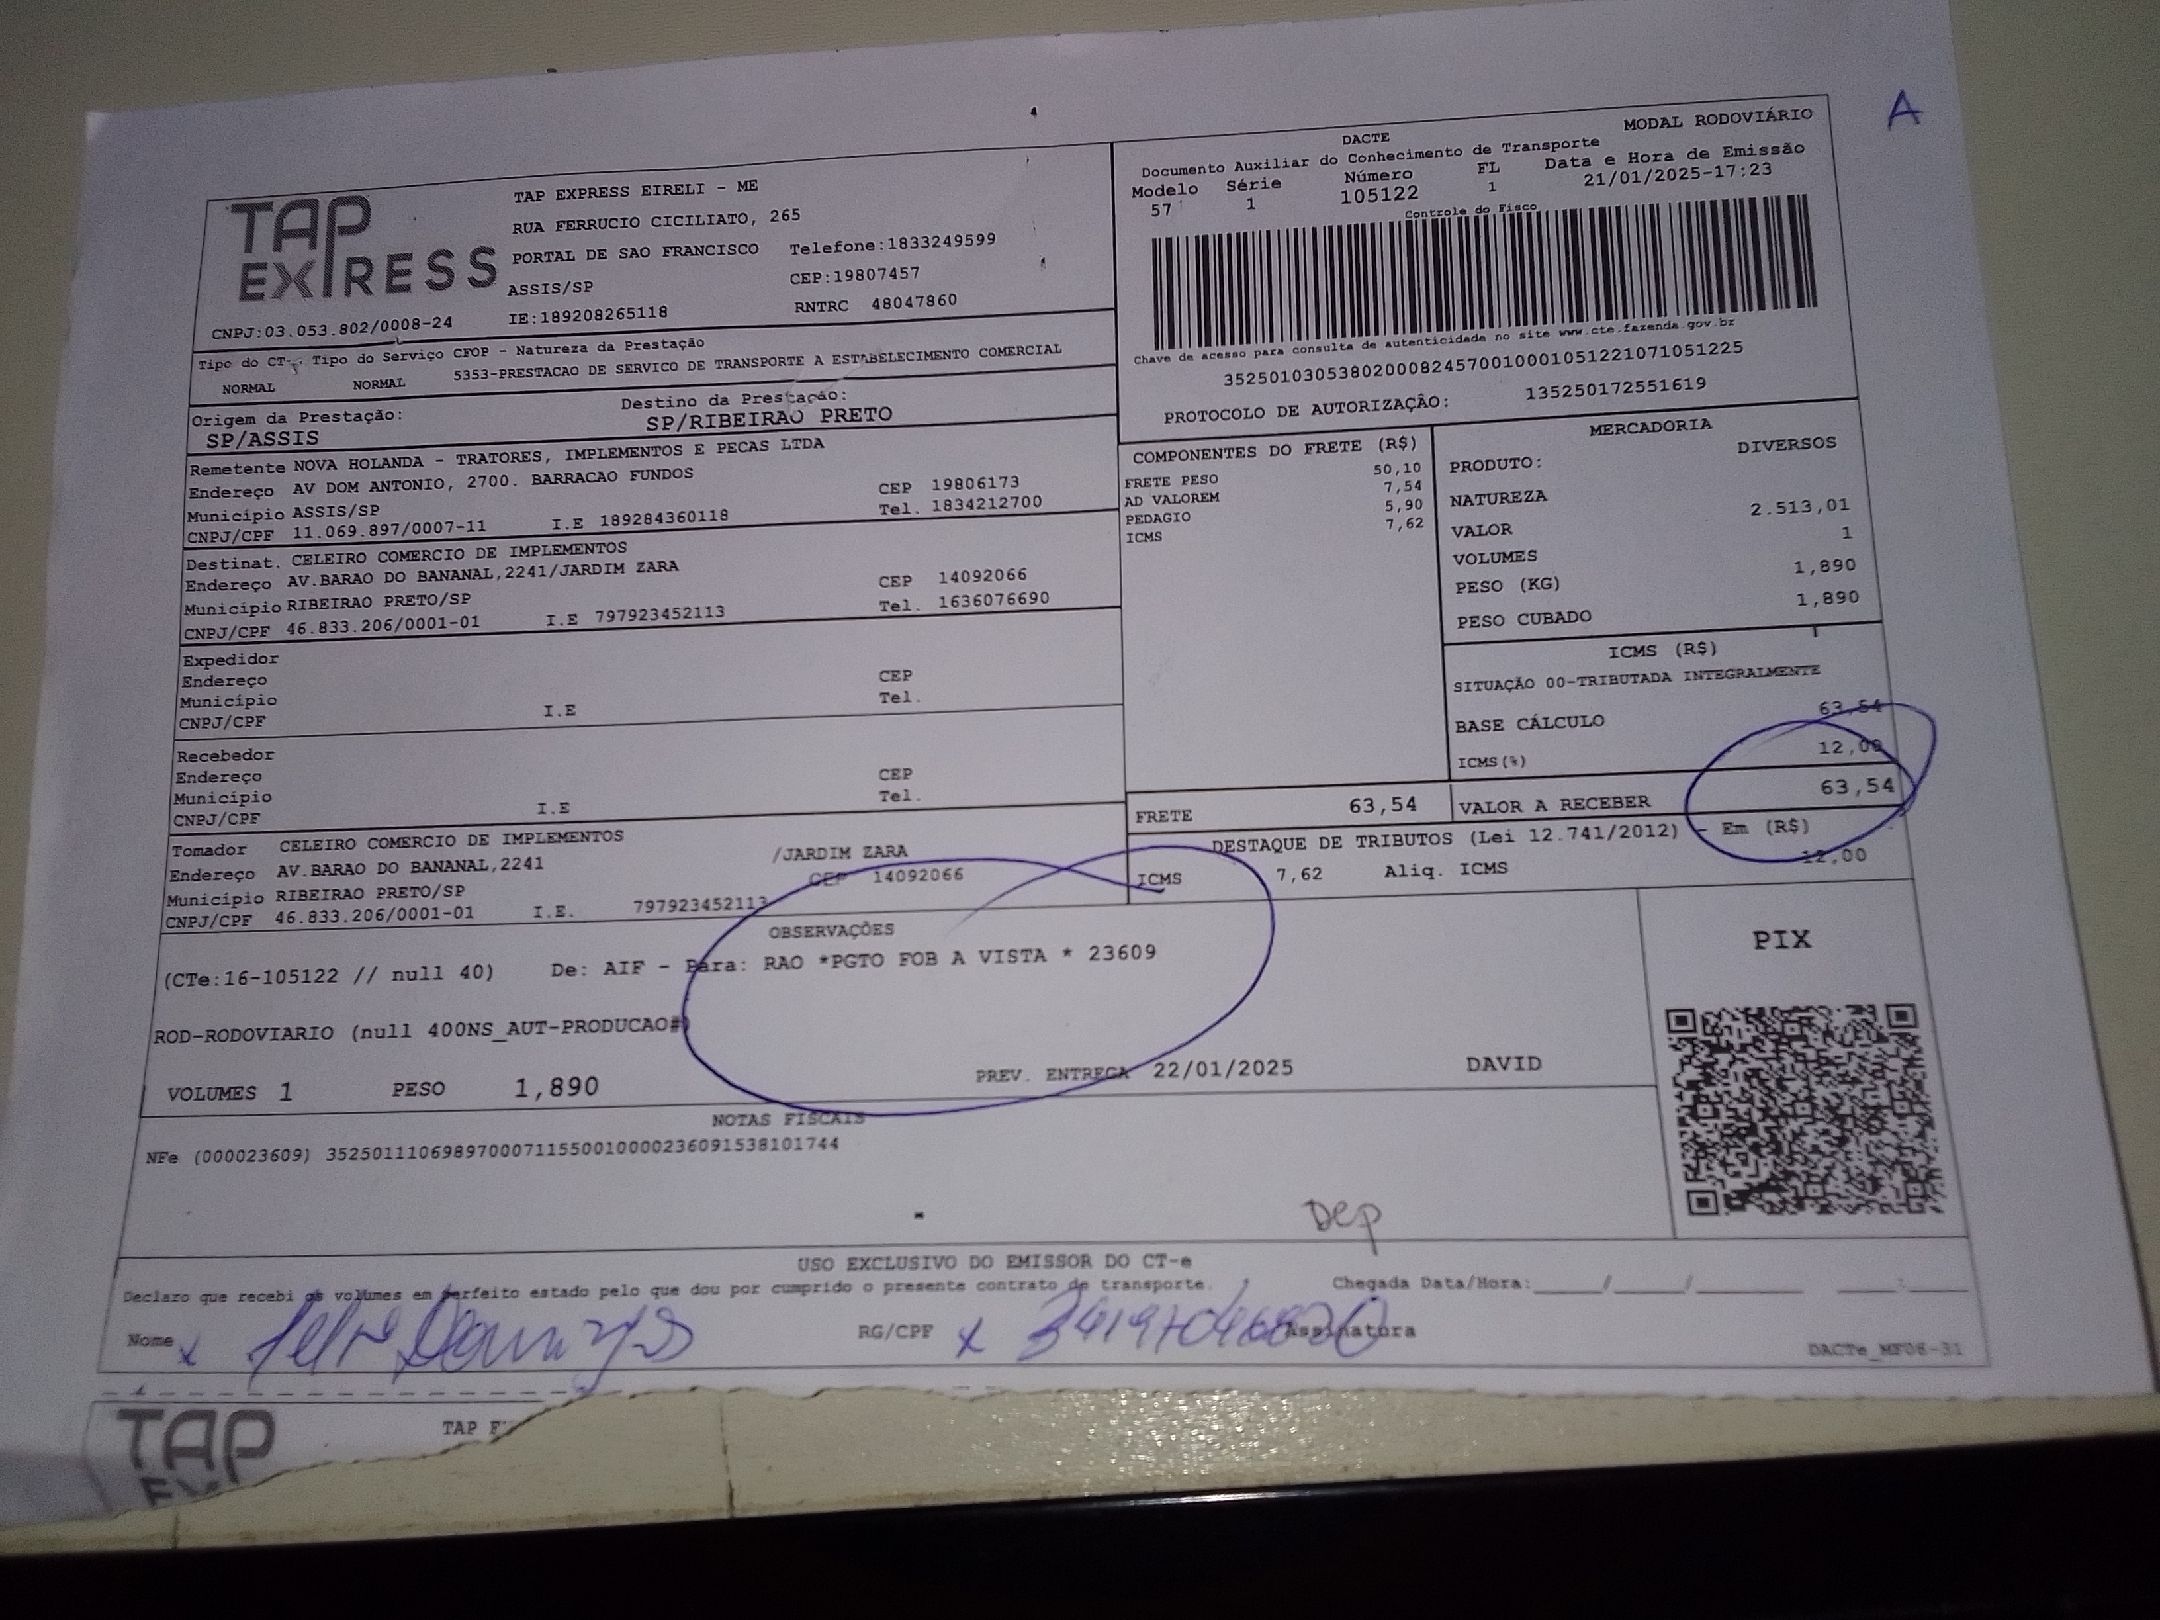 A
TAP
EXPRESS
CNPJ:03.053.802/0008-24
TAP EXPRESS EIRELI - ME
RUA FERRUCIO CICILIATO, 265
PORTAL DE SAO FRANCISCO Telefone:1833249599
CEP:19807457
ASSIS/SP
IE:189208265118 RNTRC 48047860
DACTE MODAL RODOVIÁRIO
Documento Auxiliar do Conhecimento de Transporte
Modelo Série Número FL Data e Hora de Emissão
57 1 105122 1 21/01/2025-17:23
Controle do Fisco
Chave de acesso para consulta de autenticidade no site www.cte.fazenda.gov.br
35250103053802000824570010001051221071051225
PROTOCOLO DE AUTORIZAÇÃO: 135250172551619
Tipo do CT- Tipo do Serviço CFOP - Natureza da Prestação
NORMAL NORMAL 5353-PRESTACAO DE SERVICO DE TRANSPORTE A ESTABELECIMENTO COMERCIAL
Origem da Prestação: Destino da Prestação:
SP/ASSIS SP/RIBEIRAO PRETO
Remetente NOVA HOLANDA - TRATORES, IMPLEMENTOS E PECAS LTDA
Endereço AV DOM ANTONIO, 2700. BARRACAO FUNDOS
Município ASSIS/SP CEP 19806173
CNPJ/CPF 11.069.897/0007-11 I.E 189284360118 Tel. 1834212700
Destinat. CELEIRO COMERCIO DE IMPLEMENTOS
Endereço AV.BARAO DO BANANAL,2241/JARDIM ZARA
Município RIBEIRAO PRETO/SP CEP 14092066
CNPJ/CPF 46.833.206/0001-01 I.E 797923452113 Tel. 1636076690
Expedidor
Endereço CEP
Município Tel.
CNPJ/CPF I.E
Recebedor
Endereço CEP
Município Tel.
CNPJ/CPF I.E
Tomador CELEIRO COMERCIO DE IMPLEMENTOS
Endereço AV.BARAO DO BANANAL,2241 /JARDIM ZARA
Município RIBEIRAO PRETO/SP CEP 14092066
CNPJ/CPF 46.833.206/0001-01 I.E. 797923452113
COMPONENTES DO FRETE (R$)
FRETE PESO 50,10
AD VALOREM 7,54
PEDAGIO 5,90
ICMS 7,62
MERCADORIA
PRODUTO: DIVERSOS
NATUREZA
VALOR 2.513,01
VOLUMES 1
PESO (KG) 1,890
PESO CUBADO 1,890
ICMS (R$)
SITUAÇÃO 00-TRIBUTADA INTEGRALMENTE
BASE CÁLCULO 63,54
ICMS(%) 12,00
FRETE 63,54 VALOR A RECEBER 63,54
DESTAQUE DE TRIBUTOS (Lei 12.741/2012) - Em (R$)
ICMS 7,62 Aliq. ICMS 12,00
OBSERVAÇÕES
(CTe:16-105122 // null 40) De: AIF - Para: RAO *PGTO FOB A VISTA * 23609
ROD-RODOVIARIO (null 400NS_AUT-PRODUCAO#)
VOLUMES 1 PESO 1,890 PREV. ENTREGA 22/01/2025 DAVID
PIX
NOTAS FISCAIS
NFe (000023609) 35250111069897000711550010000236091538101744
Dep
USO EXCLUSIVO DO EMISSOR DO CT-e
Declaro que recebi os volumes em perfeito estado pelo que dou por cumprido o presente contrato de transporte. Chegada Data/Hora:_____/_____/_______ ____:____
Nome x RG/CPF x Assinatura
DACTe_MF06-31
TAP
TAP